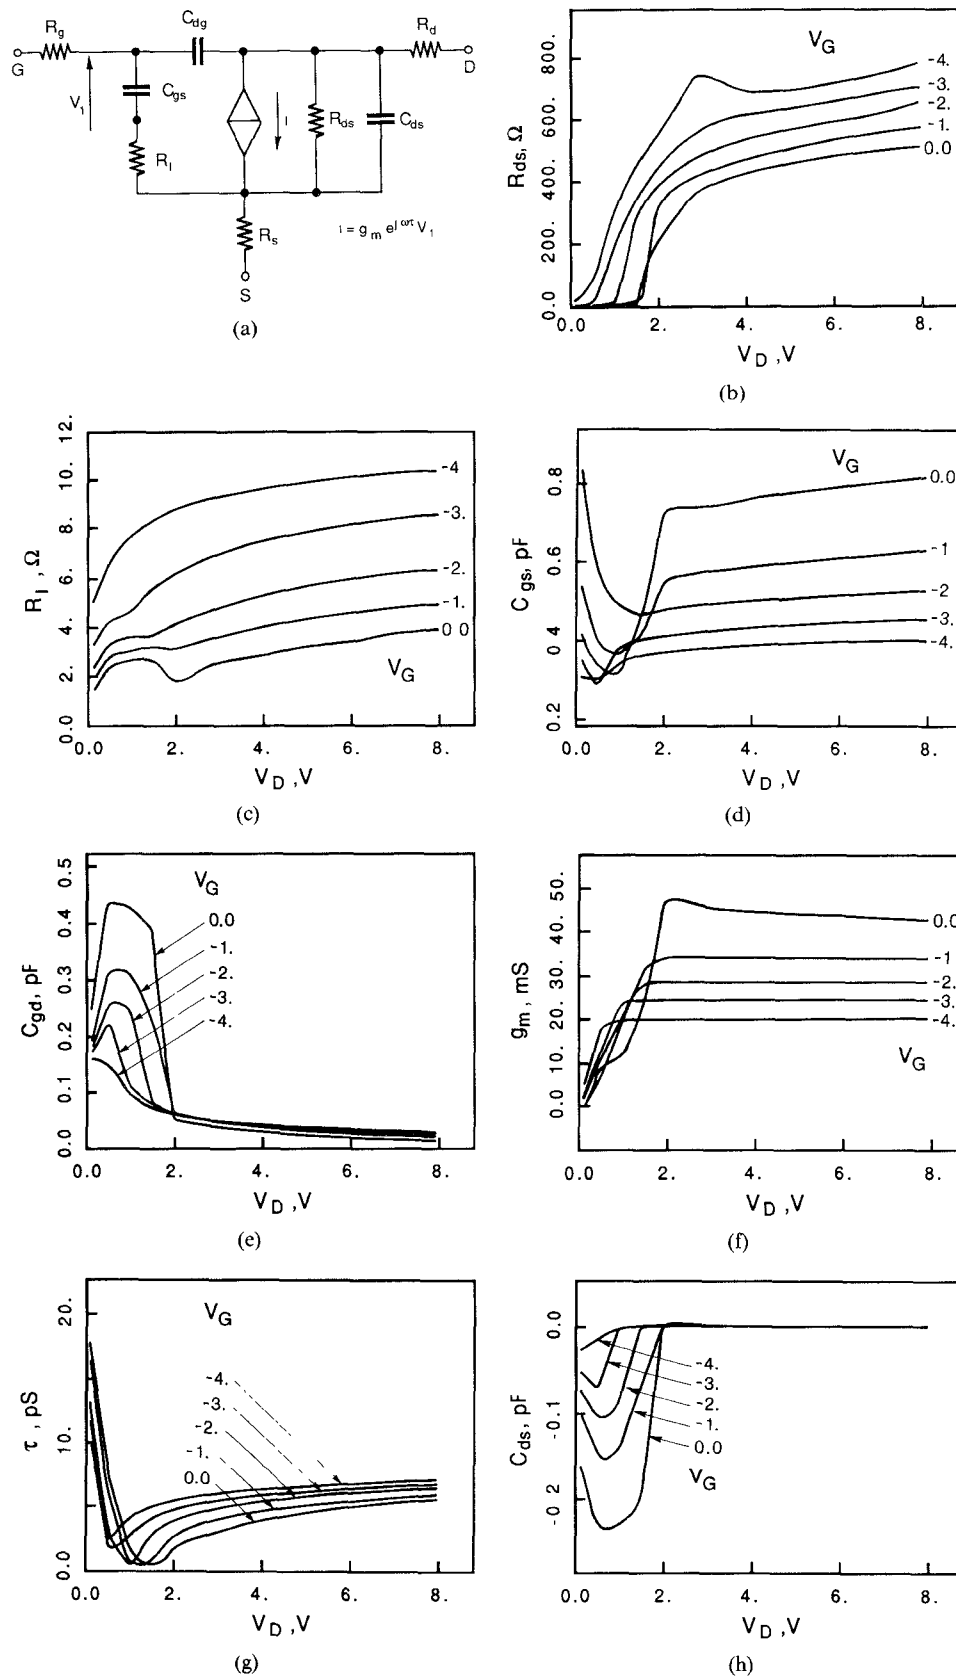 R_g
C_dg
R_d
G
D
V_1
C_gs
R_I
i
R_ds
C_ds
R_s
S
i = g_m e^jωτ V_1
(a)
V_G
R_ds, Ω
800.
600.
400.
200.
0.0
-4.
-3.
-2.
-1.
0.0
0.0 2. 4. 6. 8.
V_D ,V
(b)
R_I , Ω
12.
10.
8.
6.
4.
2.
0.0
-4
-3.
-2.
-1.
0 0
V_G
0.0 2. 4. 6. 8.
V_D ,V
(c)
C_gs, pF
0.8
0.6
0 4
0.2
V_G
0.0
-1
-2
-3.
-4.
0.0 2. 4. 6. 8.
V_D ,V
(d)
C_gd, pF
0.5
0.4
0.3
0.2
0.1
0.0
V_G
0.0
-1.
-2.
-3.
-4.
0.0 2. 4. 6. 8.
V_D ,V
(e)
g_m , mS
50.
40.
30.
20.
10.
0.0
0.0
-1
-2.
-3.
-4.
V_G
0.0 2. 4. 6. 8.
V_D ,V
(f)
τ , pS
20.
10.
0.0
V_G
-4.
-3.
-2.
-1.
0.0
0.0 2. 4. 6. 8.
V_D ,V
(g)
C_ds, pF
0.0
-0.1
-0 2
-4.
-3.
-2.
-1.
0.0
V_G
0.0 2. 4. 6. 8.
V_D ,V
(h)